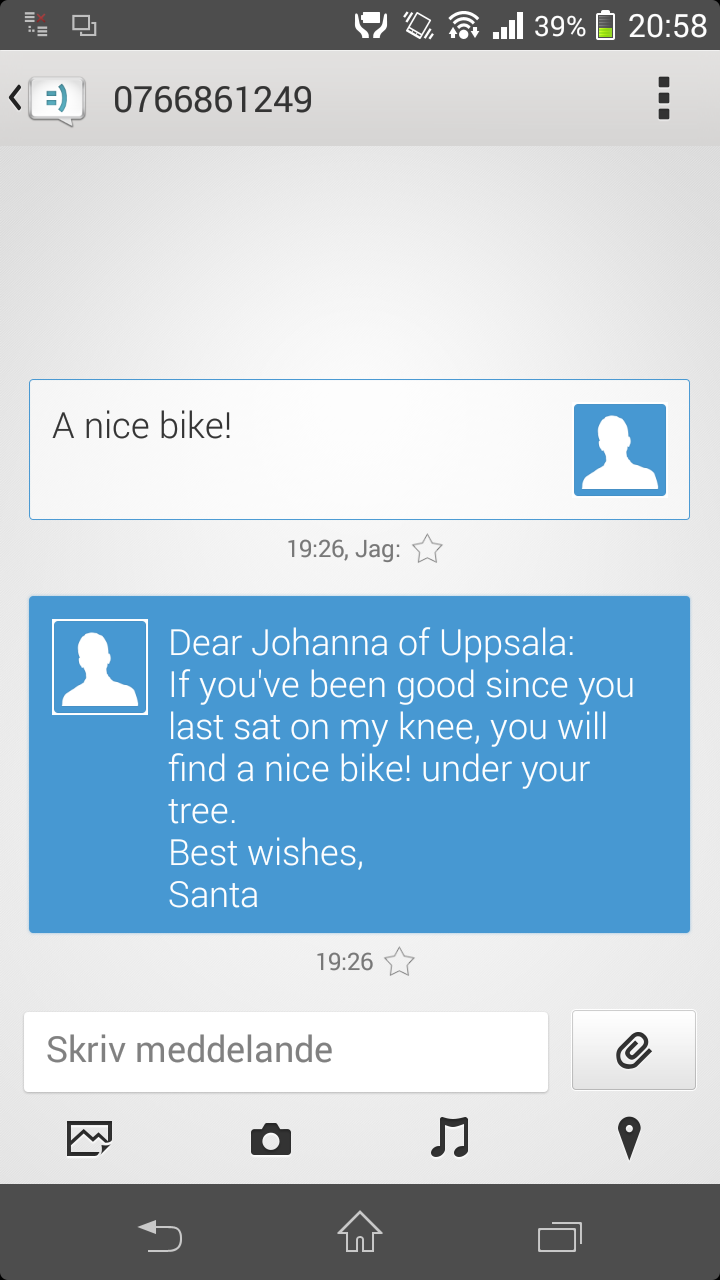 39% 20:58
0766861249
A nice bike!
19:26, Jag:
Dear Johanna of Uppsala:
If you've been good since you
last sat on my knee, you will
find a nice bike! under your
tree.
Best wishes,
Santa
19:26
Skriv meddelande